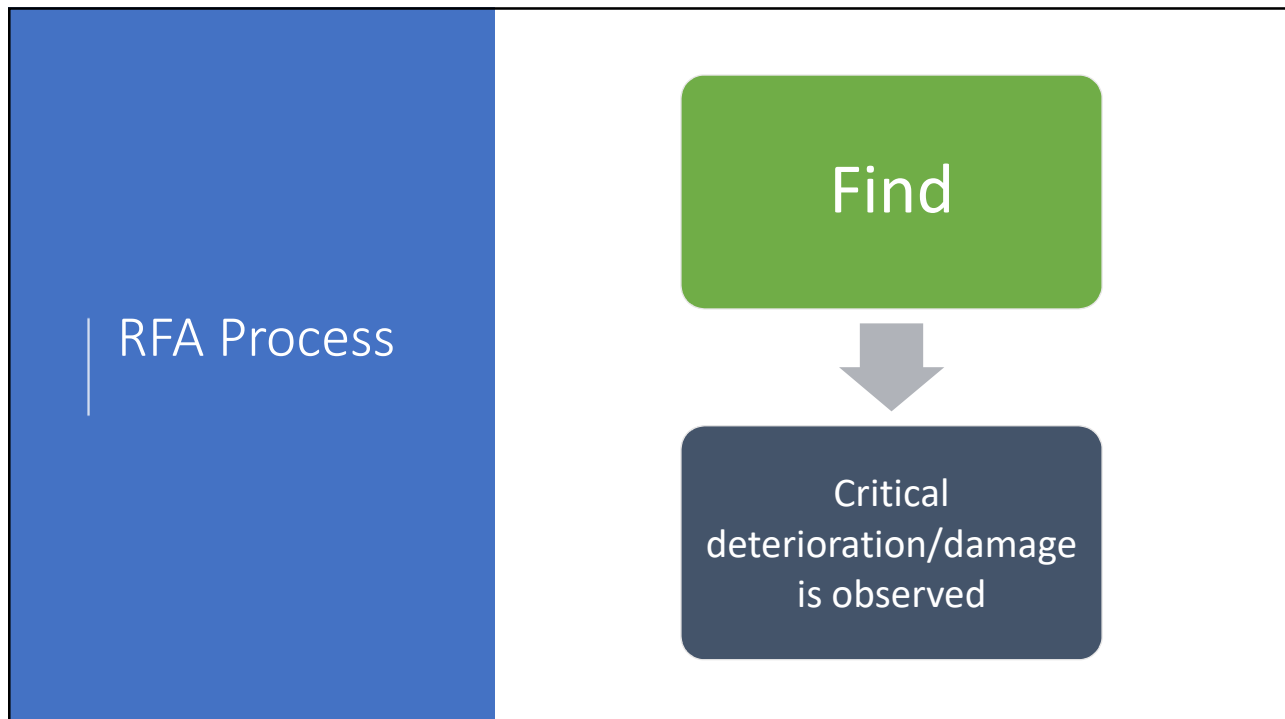 RFA Process
Find
Critical
deterioration/damage
is observed